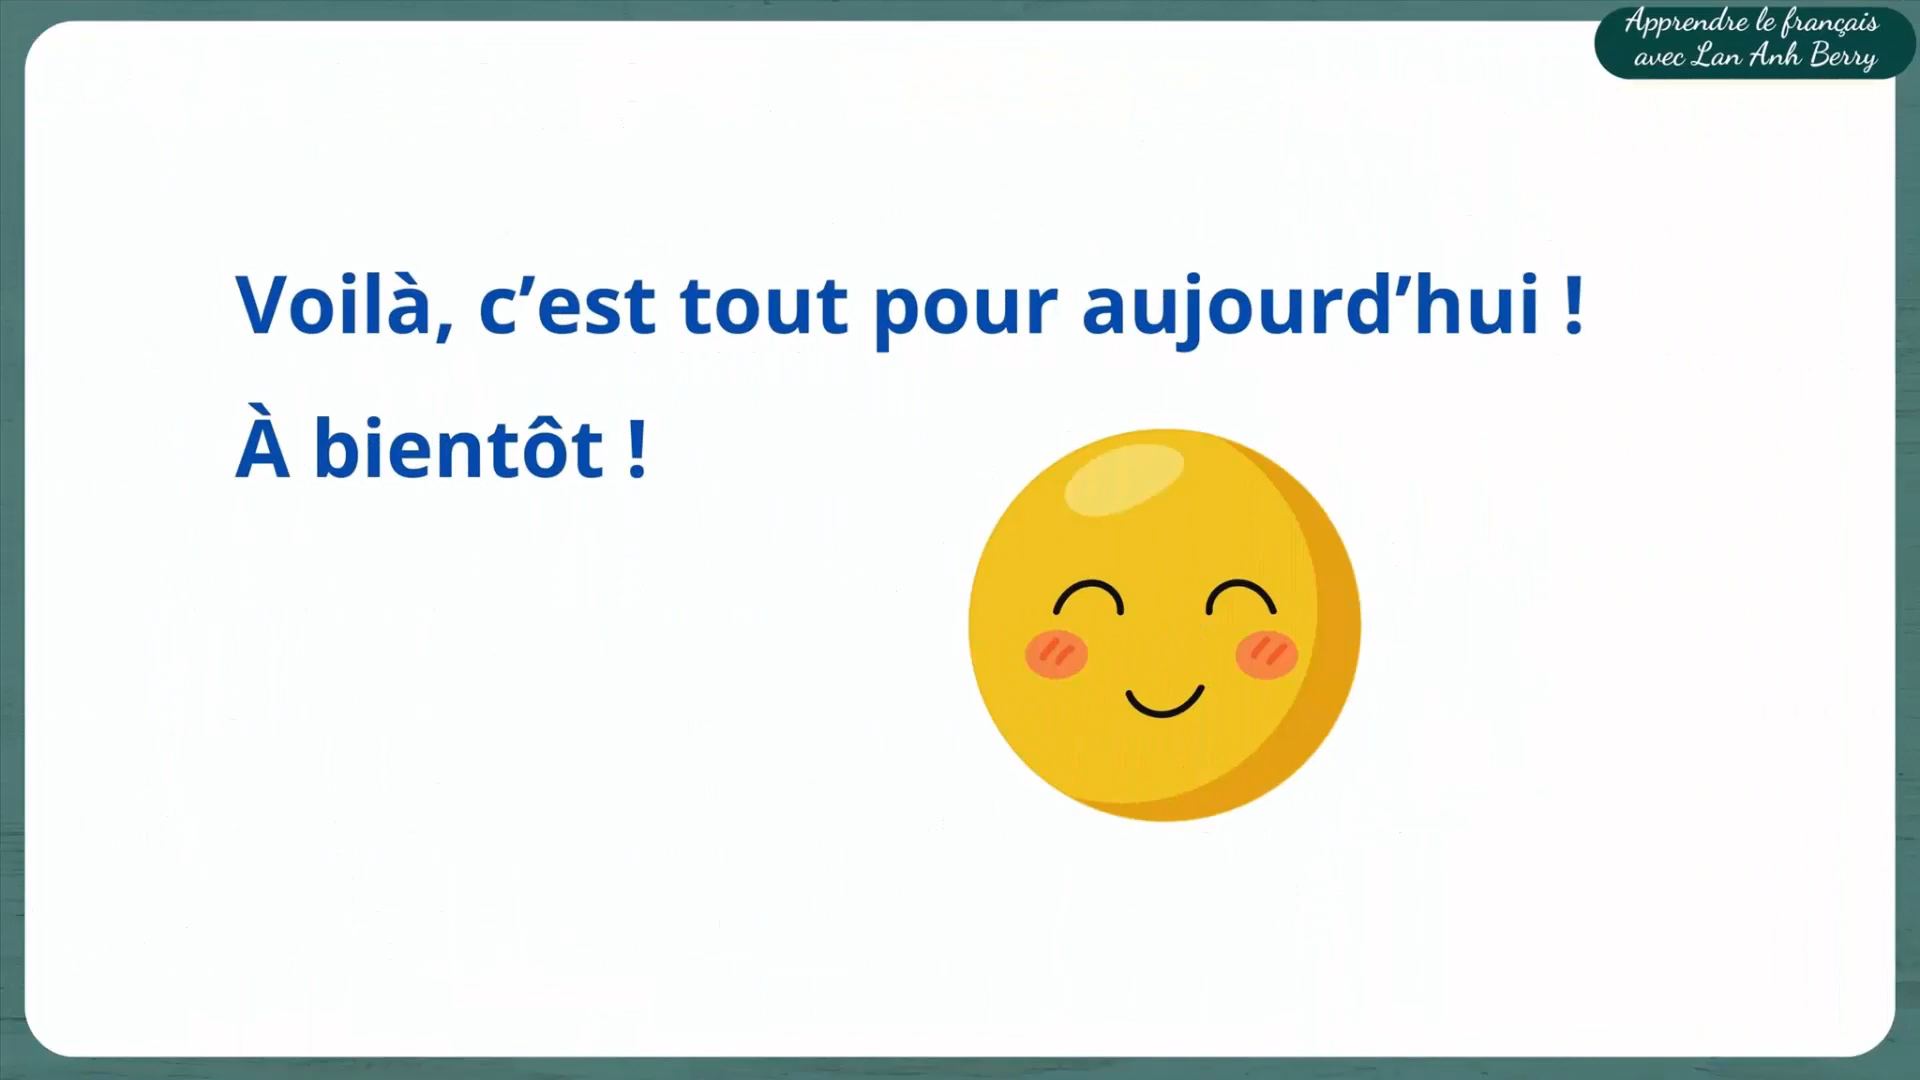 Apprendre le français
avec Lan Anh Berry
Voilà, c’est tout pour aujourd’hui !
À bientôt !